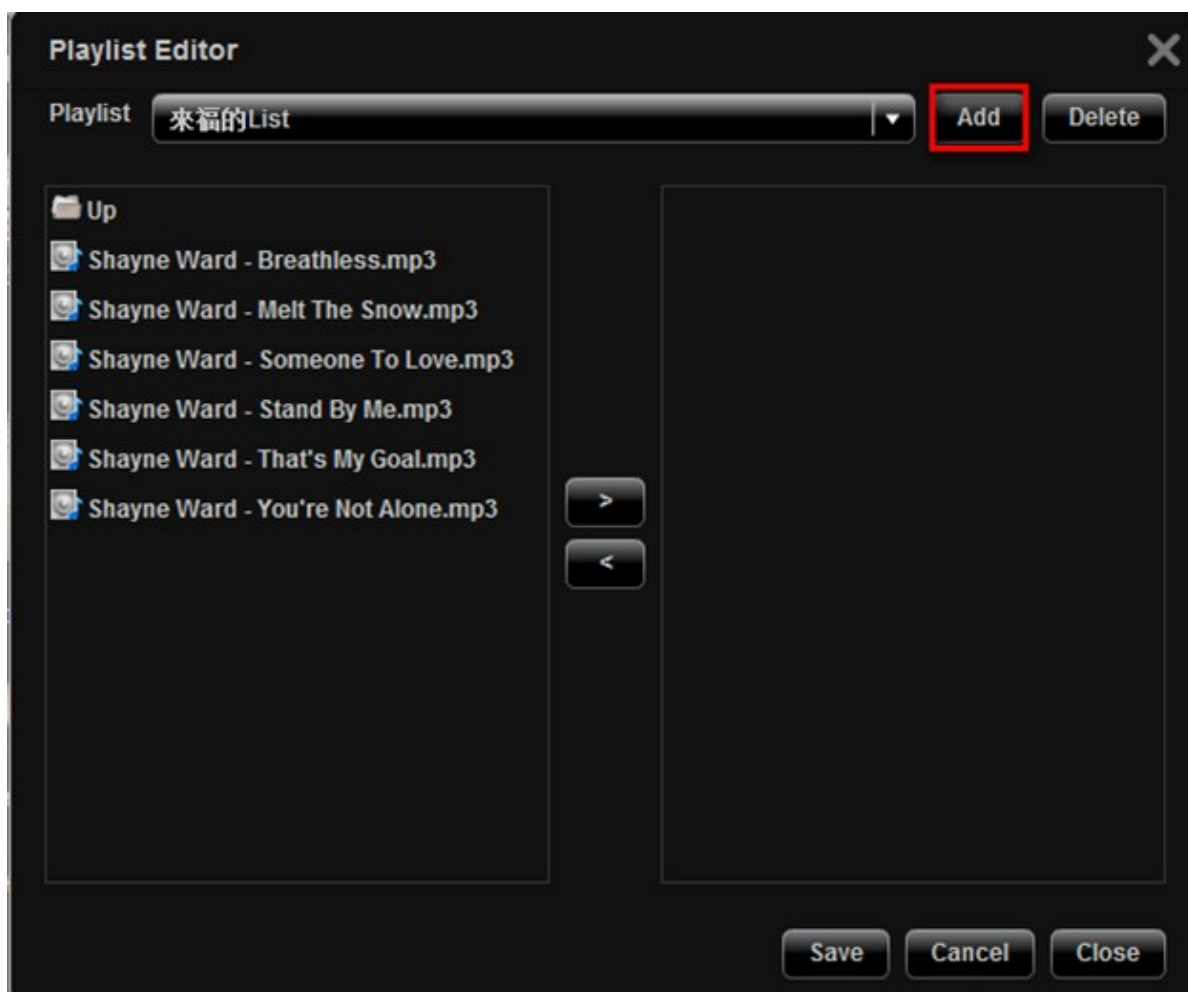 Playlist Editor
Playlist 來福的List Add Delete
Up
Shayne Ward - Breathless.mp3
Shayne Ward - Melt The Snow.mp3
Shayne Ward - Someone To Love.mp3
Shayne Ward - Stand By Me.mp3
Shayne Ward - That's My Goal.mp3
Shayne Ward - You're Not Alone.mp3
>
<
Save Cancel Close